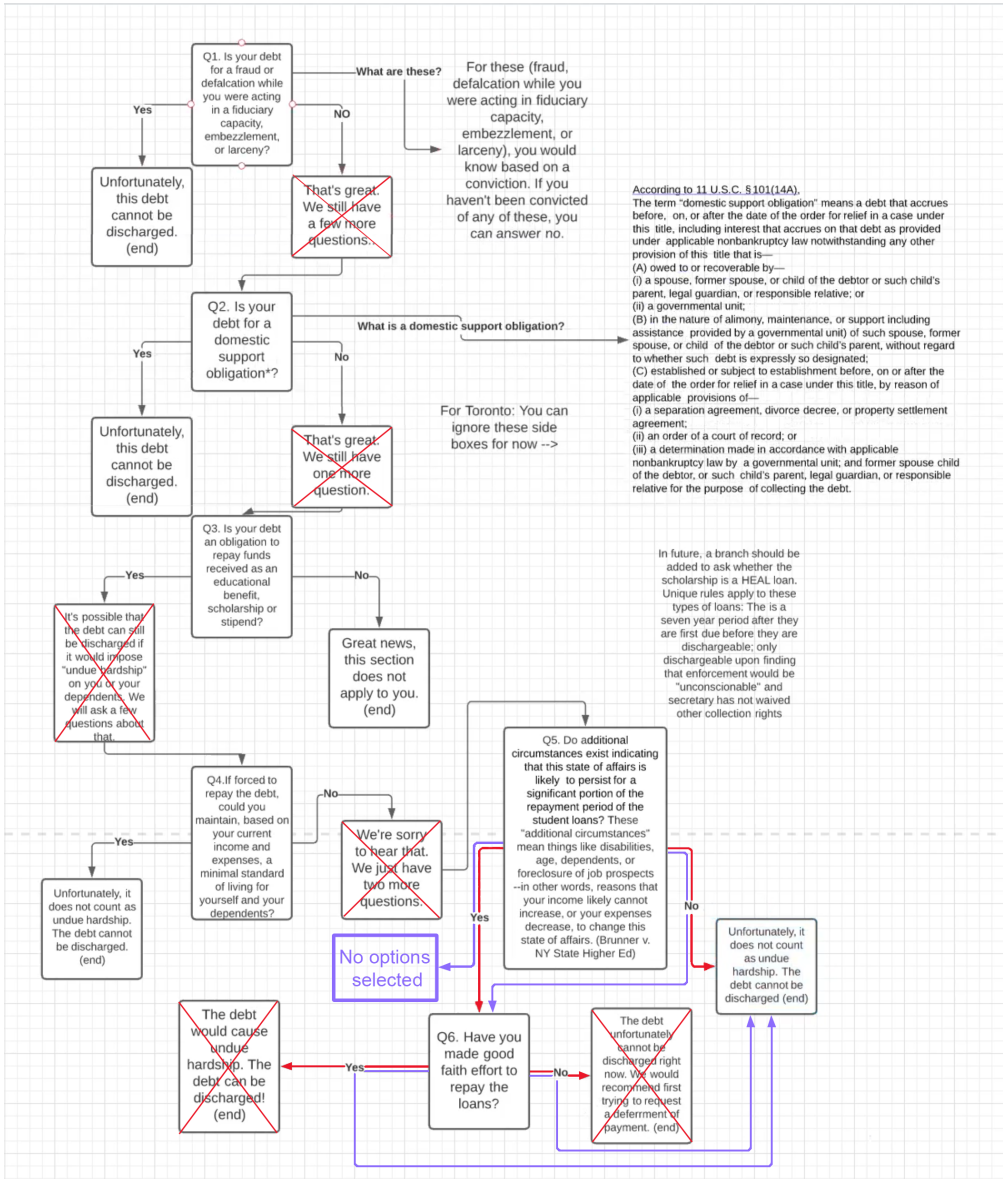 Q1. Is your debt
for a fraud or
defalcation while
you were acting
in a fiduciary
capacity,
embezzlement,
or larceny?
What are these?
For these (fraud,
defalcation while you
were acting in fiduciary
capacity,
embezzlement, or
larceny), you would
know based on a
conviction. If you
haven't been convicted
of any of these, you
can answer no.
Yes
NO
Unfortunately,
this debt
cannot be
discharged.
(end)
That's great.
We still have
a few more
questions..
According to 11 U.S.C. §101(14A),
The term “domestic support obligation” means a debt that accrues
before, on, or after the date of the order for relief in a case under
this title, including interest that accrues on that debt as provided
under applicable nonbankruptcy law notwithstanding any other
provision of this title that is—
(A) owed to or recoverable by—
(i) a spouse, former spouse, or child of the debtor or such child’s
parent, legal guardian, or responsible relative; or
(ii) a governmental unit;
(B) in the nature of alimony, maintenance, or support including
assistance provided by a governmental unit) of such spouse, former
spouse, or child of the debtor or such child’s parent, without regard
to whether such debt is expressly so designated;
(C) established or subject to establishment before, on or after the
date of the order for relief in a case under this title, by reason of
applicable provisions of—
(i) a separation agreement, divorce decree, or property settlement
agreement;
(ii) an order of a court of record; or
(iii) a determination made in accordance with applicable
nonbankruptcy law by a governmental unit; and former spouse child
of the debtor, or such child’s parent, legal guardian, or responsible
relative for the purpose of collecting the debt.
Q2. Is your
debt for a
domestic
support
obligation*?
What is a domestic support obligation?
Yes
No
Unfortunately,
this debt
cannot be
discharged.
(end)
That's great.
We still have
one more
question.
For Toronto: You can
ignore these side
boxes for now -->
Q3. Is your debt
an obligation to
repay funds
received as an
educational
benefit,
scholarship or
stipend?
Yes
No
It's possible that
the debt can still
be discharged if
it would impose
"undue hardship"
on you or your
dependents. We
will ask a few
questions about
that.
Great news,
this section
does not
apply to you.
(end)
In future, a branch should be
added to ask whether the
scholarship is a HEAL loan.
Unique rules apply to these
types of loans: The is a
seven year period after they
are first due before they are
dischargeable; only
dischargeable upon finding
that enforcement would be
"unconscionable" and
secretary has not waived
other collection rights
Q4.If forced to
repay the debt,
could you
maintain, based on
your current
income and
expenses, a
minimal standard
of living for
yourself and your
dependents?
Yes
No
Unfortunately, it
does not count as
undue hardship.
The debt cannot
be discharged.
(end)
We're sorry
to hear that.
We just have
two more
questions.
Q5. Do additional
circumstances exist indicating
that this state of affairs is
likely to persist for a
significant portion of the
repayment period of the
student loans? These
"additional circumstances"
mean things like disabilities,
age, dependents, or
foreclosure of job prospects
--in other words, reasons that
your income likely cannot
increase, or your expenses
decrease, to change this
state of affairs. (Brunner v.
NY State Higher Ed)
Yes
No
No options
selected
Unfortunately, it
does not count
as undue
hardship. The
debt cannot be
discharged (end)
Q6. Have you
made good
faith effort to
repay the
loans?
Yes
No
The debt
would cause
undue
hardship. The
debt can be
discharged!
(end)
The debt
unfortunately
cannot be
discharged right
now. We would
recommend first
trying to request
a deferrment of
payment. (end)